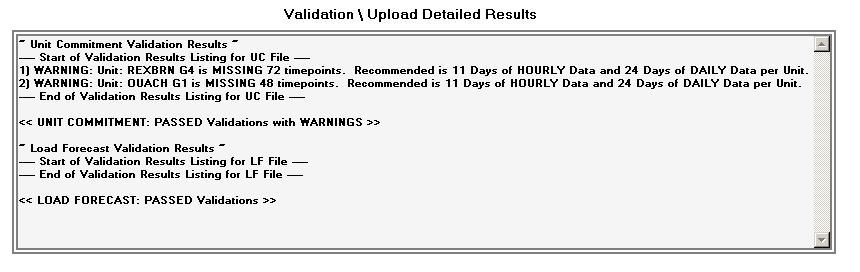 Validation \ Upload Detailed Results
~ Unit Commitment Validation Results ~
---- Start of Validation Results Listing for UC File ----
1) WARNING: Unit: REXBRN G4 is MISSING 72 timepoints.  Recommended is 11 Days of HOURLY Data and 24 Days of DAILY Data per Unit.
2) WARNING: Unit: OUACH G1 is MISSING 48 timepoints.  Recommended is 11 Days of HOURLY Data and 24 Days of DAILY Data per Unit.
---- End of Validation Results Listing for UC File ----
<< UNIT COMMITMENT: PASSED Validations with WARNINGS >>
~ Load Forecast Validation Results ~
---- Start of Validation Results Listing for LF File ----
---- End of Validation Results Listing for LF File ----
<< LOAD FORECAST: PASSED Validations >>